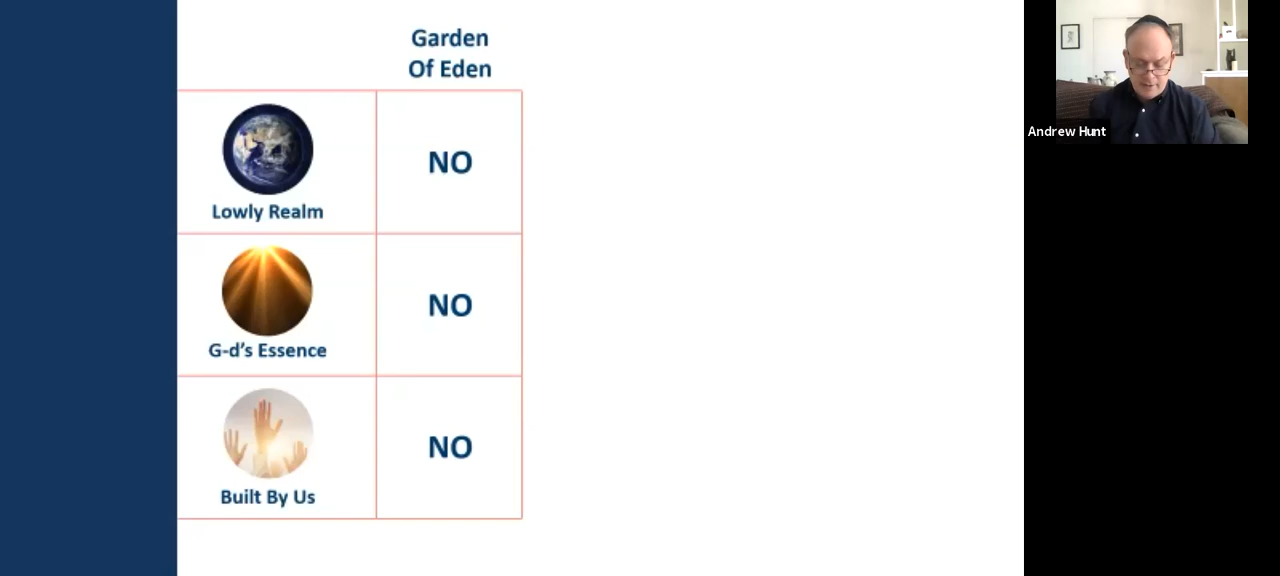 Garden
Of Eden
Lowly Realm
NO
G-d's Essence
NO
Built By Us
NO
Andrew Hunt